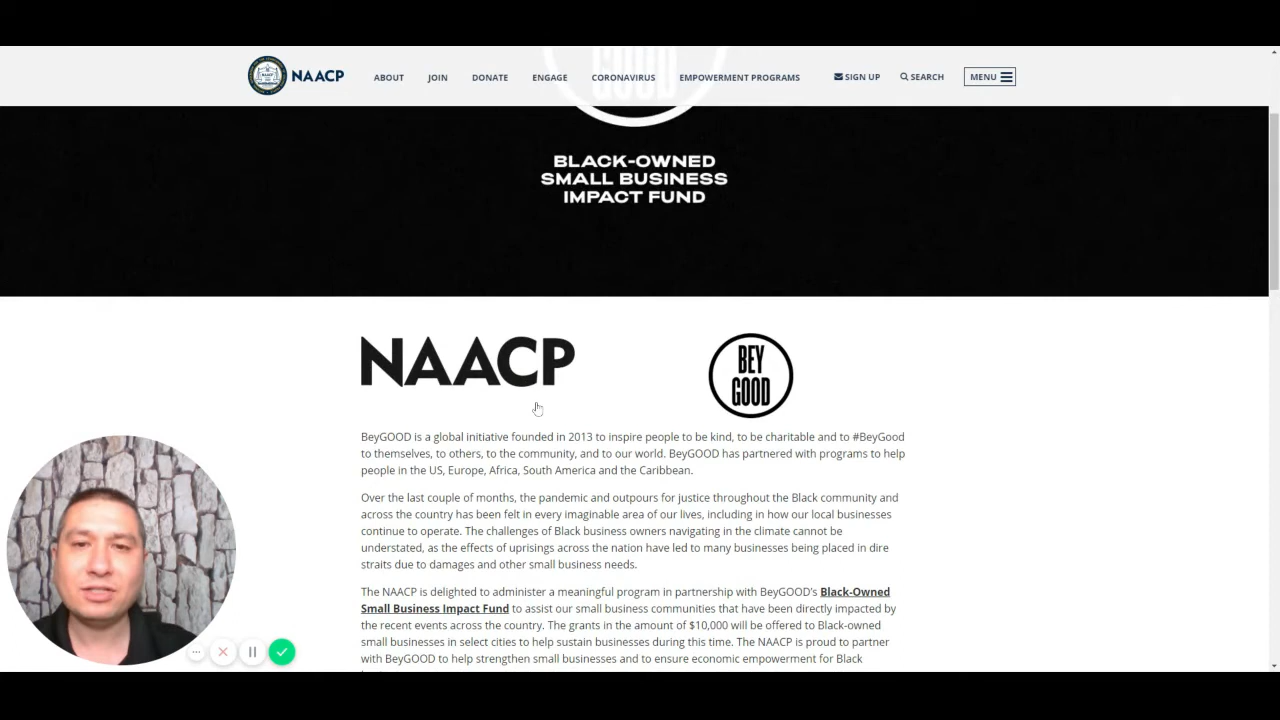 NAACP ABOUT JOIN DONATE ENGAGE CORONAVIRUS EMPOWERMENT PROGRAMS SIGN UP SEARCH MENU
GOOD
BLACK-OWNED
SMALL BUSINESS
IMPACT FUND
NAACP
BEY
GOOD
BeyGOOD is a global initiative founded in 2013 to inspire people to be kind, to be charitable and to #BeyGood
to themselves, to others, to the community, and to our world. BeyGOOD has partnered with programs to help
people in the US, Europe, Africa, South America and the Caribbean.
Over the last couple of months, the pandemic and outpours for justice throughout the Black community and
across the country has been felt in every imaginable area of our lives, including in how our local businesses
continue to operate. The challenges of Black business owners navigating in the climate cannot be
understated, as the effects of uprisings across the nation have led to many businesses being placed in dire
straits due to damages and other small business needs.
The NAACP is delighted to administer a meaningful program in partnership with BeyGOOD's Black-Owned
Small Business Impact Fund to assist our small business communities that have been directly impacted by
the recent events across the country. The grants in the amount of $10,000 will be offered to Black-owned
small businesses in select cities to help sustain businesses during this time. The NAACP is proud to partner
with BeyGOOD to help strengthen small businesses and to ensure economic empowerment for Black